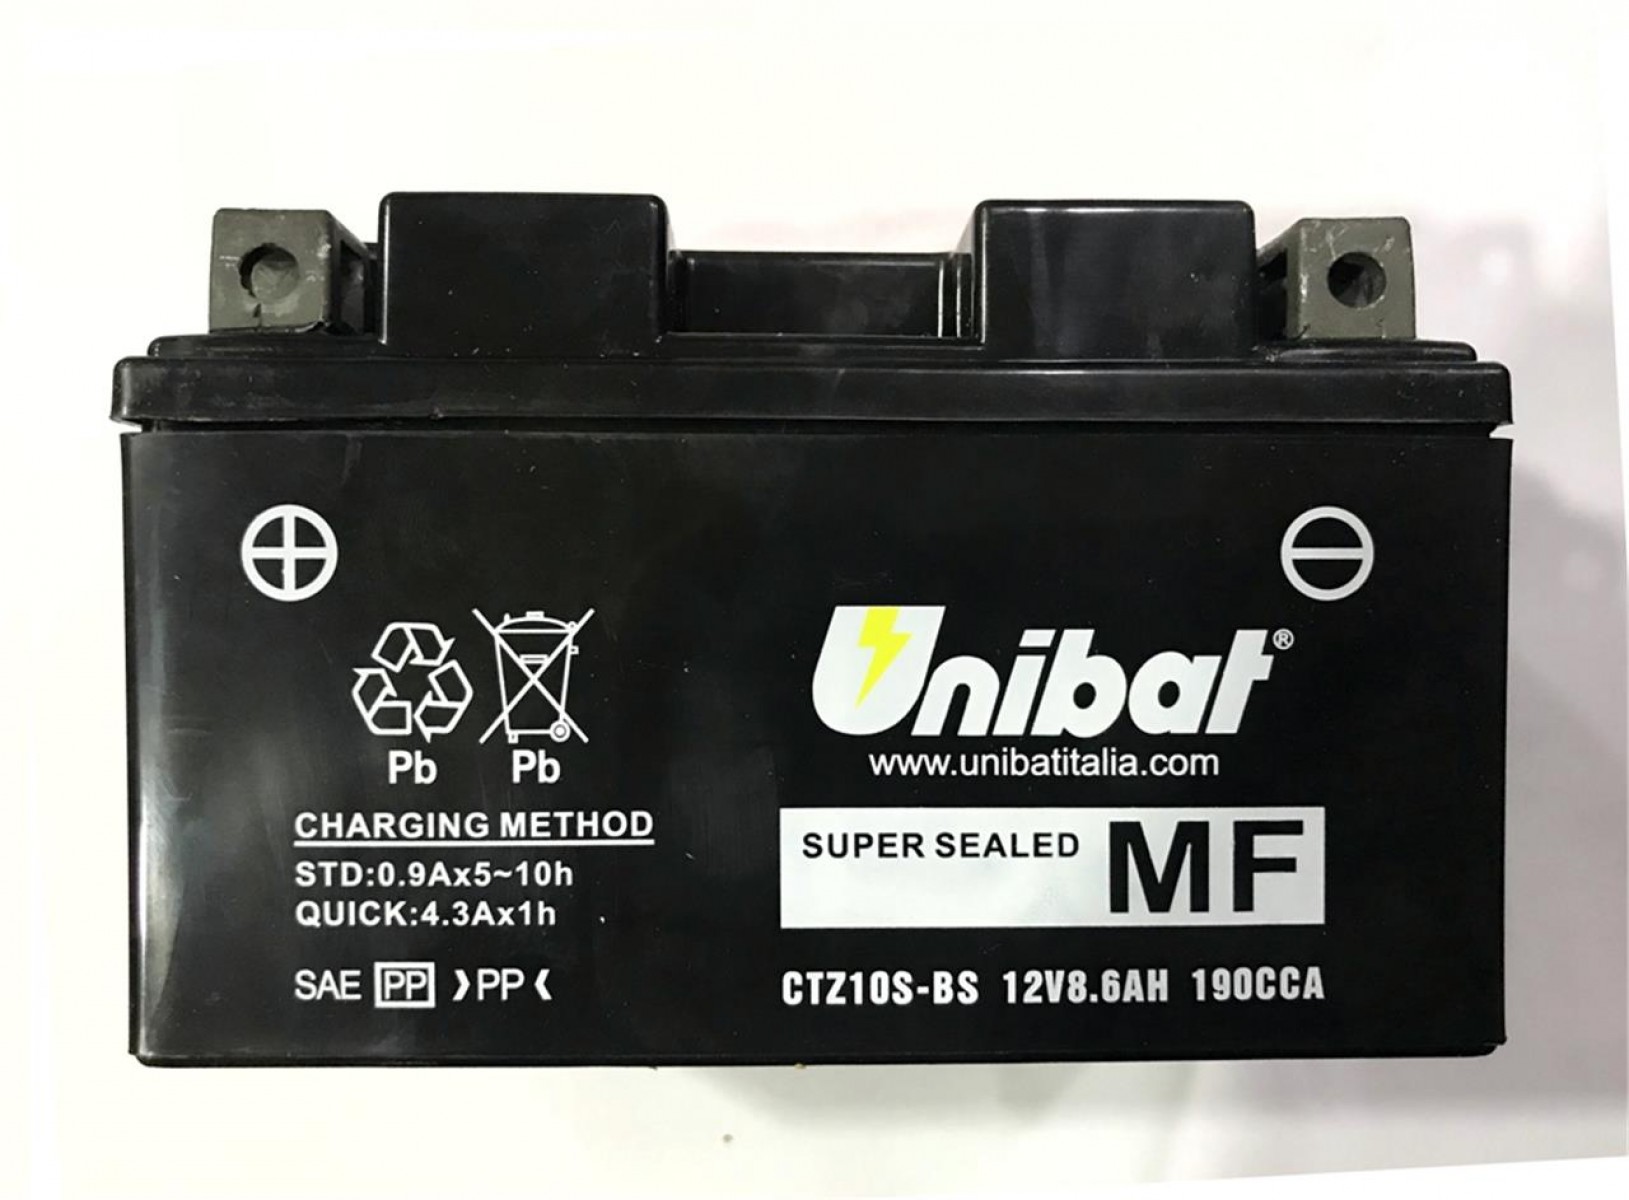 Unibat®
www.unibatitalia.com
Pb Pb
CHARGING METHOD
STD:0.9Ax5~10h
QUICK:4.3Ax1h
SUPER SEALED MF
SAE PP >PP<
CTZ10S-BS 12V8.6AH 190CCA